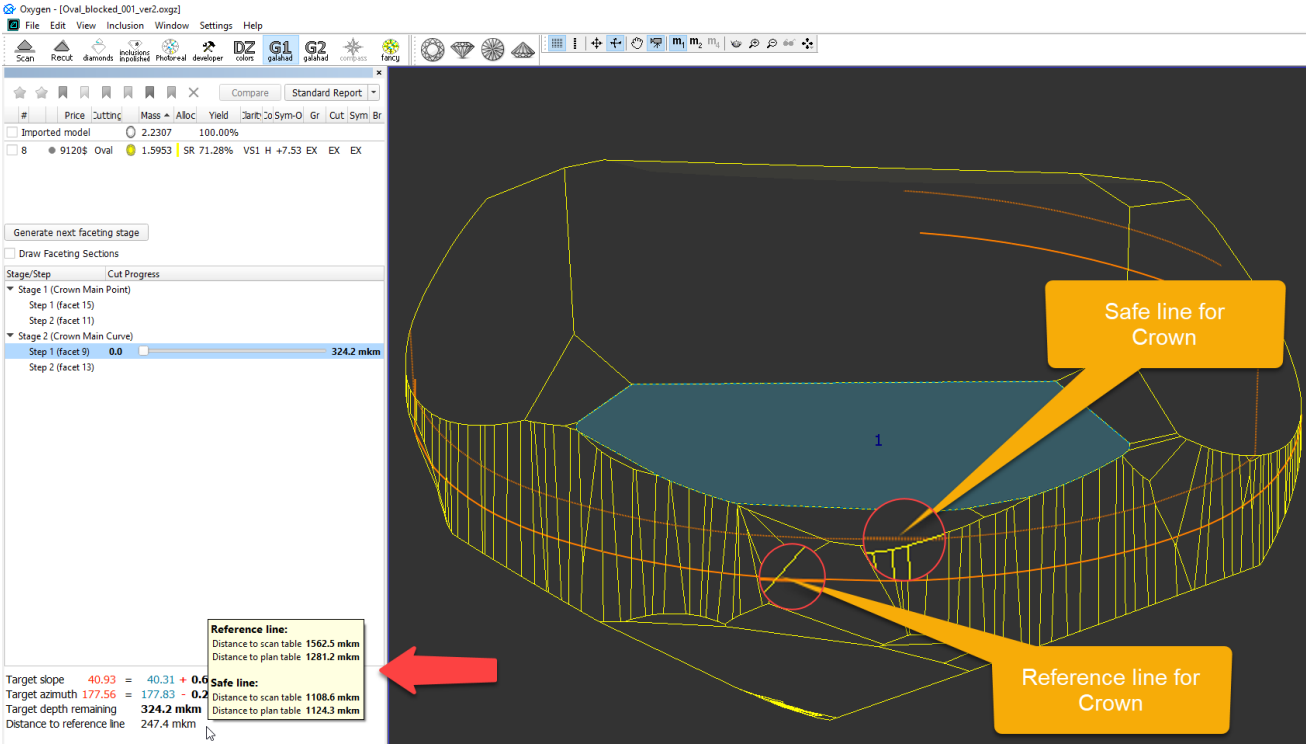 Oxygen - [Oval_blocked_001_ver2.oxgz]
File Edit View Inclusion Window Settings Help
Scan Recut diamonds inclusions inpolished Photoreal developer DZ colors G1 galahad G2 galahad compass fancy m1 m2 m4
Compare Standard Report
# Price Cutting Mass Alloc Yield Clarity Co Sym-O Gr Cut Sym Br
Imported model 2.2307 100.00%
8 9120$ Oval 1.5953 SR 71.28% VS1 H +7.53 EX EX EX
Generate next faceting stage
Draw Faceting Sections
Stage/Step Cut Progress
Stage 1 (Crown Main Point)
Step 1 (facet 15)
Step 2 (facet 11)
Stage 2 (Crown Main Curve)
Step 1 (facet 9) 0.0 324.2 mkm
Step 2 (facet 13)
Safe line for
Crown
1
Reference line:
Distance to scan table 1562.5 mkm
Distance to plan table 1281.2 mkm
Safe line:
Distance to scan table 1108.6 mkm
Distance to plan table 1124.3 mkm
Target slope 40.93 = 40.31 + 0.6
Target azimuth 177.56 = 177.83 - 0.2
Target depth remaining 324.2 mkm
Distance to reference line 247.4 mkm
Reference line for
Crown